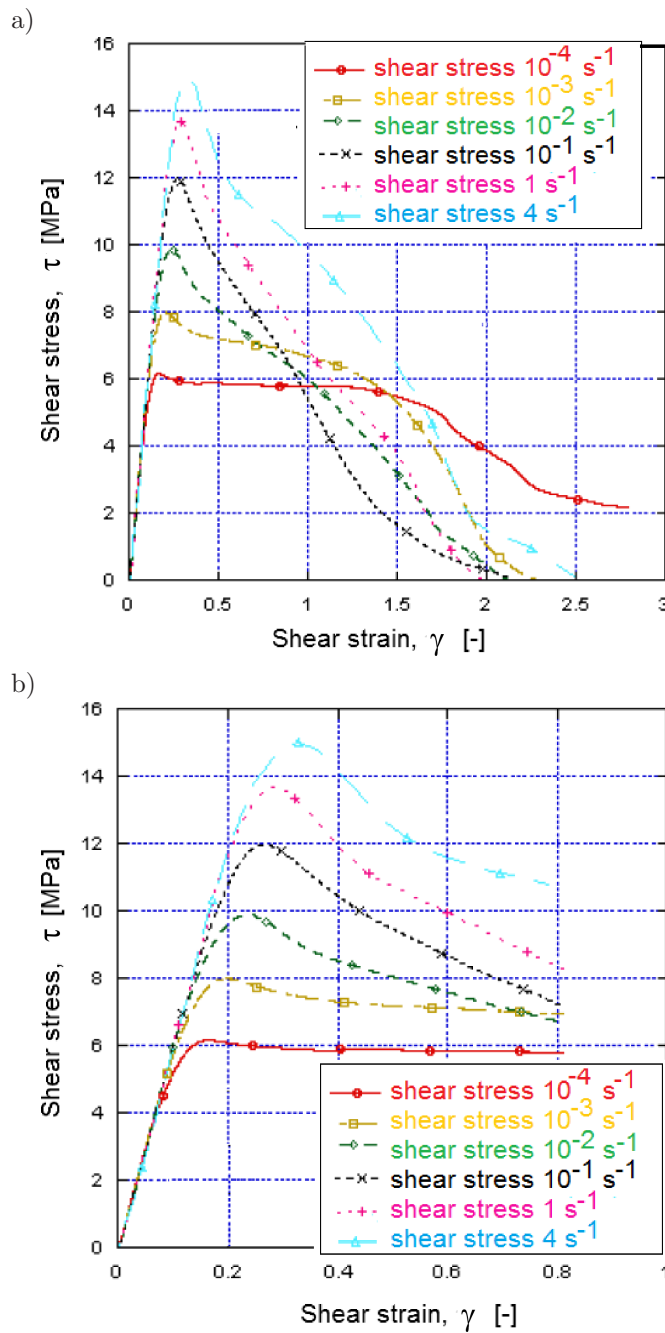 a)
16
14
12
10
8
6
4
2
0
Shear stress, τ [MPa]
shear stress 10⁻⁴ s⁻¹
shear stress 10⁻³ s⁻¹
shear stress 10⁻² s⁻¹
shear stress 10⁻¹ s⁻¹
shear stress 1 s⁻¹
shear stress 4 s⁻¹
0 0.5 1 1.5 2 2.5 3
Shear strain, γ [-]
b)
16
14
12
10
8
6
4
2
0
Shear stress, τ [MPa]
shear stress 10⁻⁴ s⁻¹
shear stress 10⁻³ s⁻¹
shear stress 10⁻² s⁻¹
shear stress 10⁻¹ s⁻¹
shear stress 1 s⁻¹
shear stress 4 s⁻¹
0 0.2 0.4 0.6 0.8 1
Shear strain, γ [-]